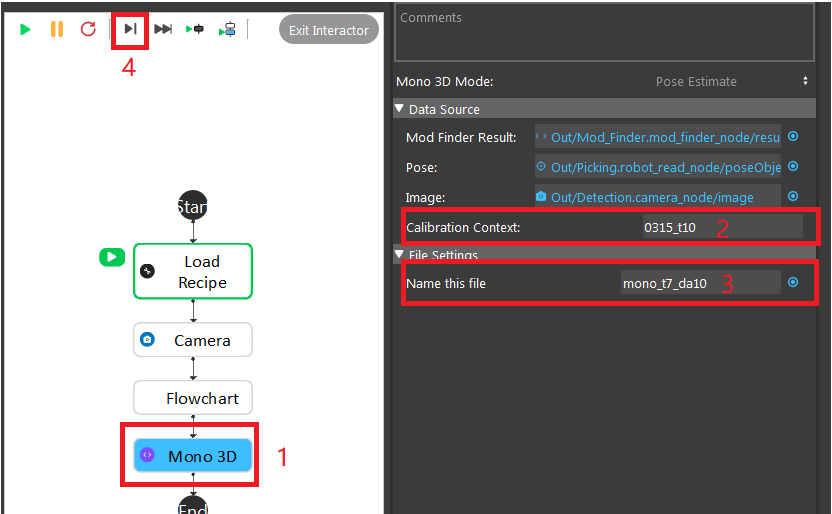 Exit Interactor
4
Start
Load
Recipe
Camera
Flowchart
Mono 3D
1
End
Comments
Mono 3D Mode: Pose Estimate
Data Source
Mod Finder Result: Out/Mod_Finder.mod_finder_node/resu
Pose: Out/Picking.robot_read_node/poseObje
Image: Out/Detection.camera_node/image
Calibration Context: 0315_t10 2
File Settings
Name this file mono_t7_da10 3